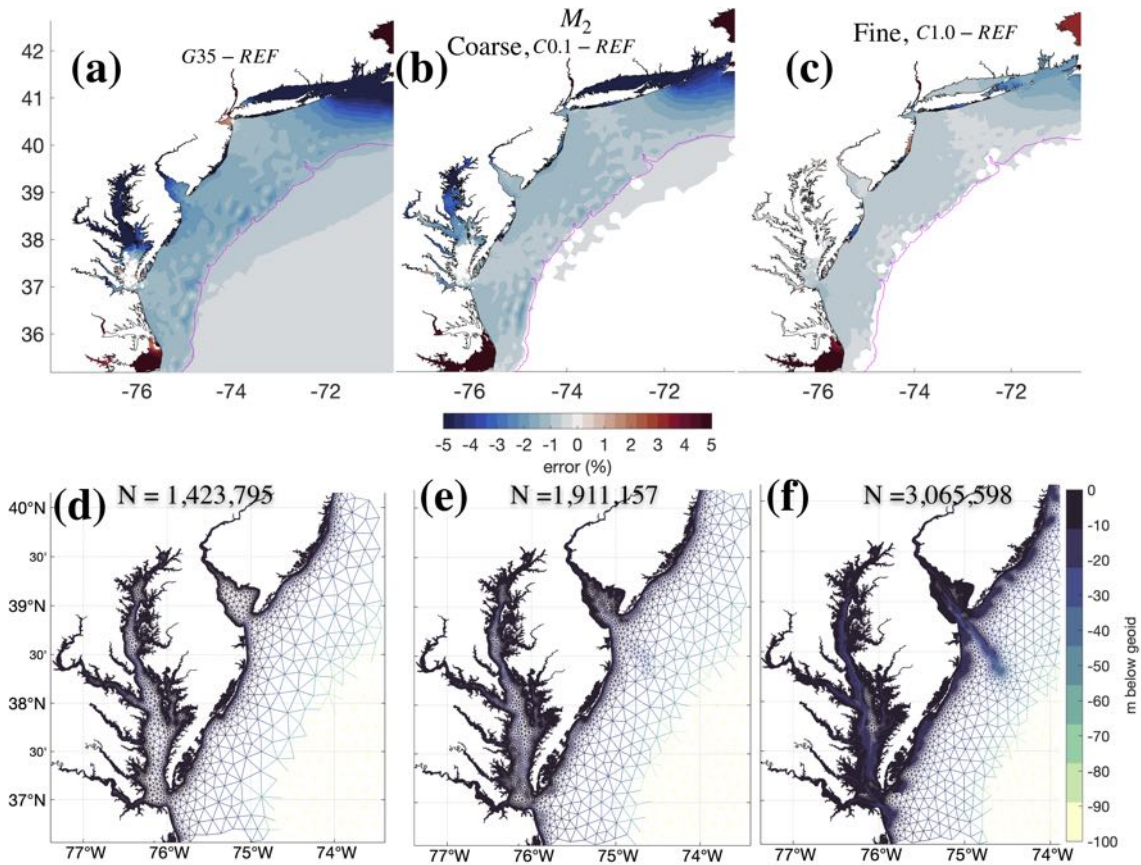 M₂
(a) G35 – REF
(b) Coarse, C0.1 – REF
(c) Fine, C1.0 – REF
42
41
40
39
38
37
36
-76 -74 -72
-76 -74 -72
-76 -74 -72
-5 -4 -3 -2 -1 0 1 2 3 4 5
error (%)
(d) N = 1,423,795
(e) N =1,911,157
(f) N =3,065,598
40°N
30'
39°N
30'
38°N
30'
37°N
77°W 76°W 75°W 74°W
77°W 76°W 75°W 74°W
77°W 76°W 75°W 74°W
0
-10
-20
-30
-40
-50
-60
-70
-80
-90
-100
m below geoid